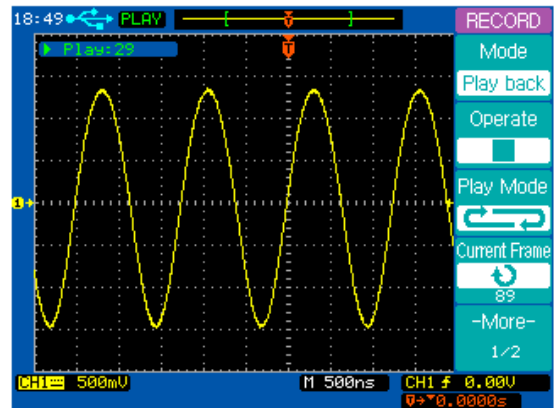 18:49 PLAY T RECORD
Play:29 T
Mode
Play back
Operate
Play Mode
1
Current Frame
89
-More-
1/2
CH1 500mV M 500ns CH1 0.00V
0.0000s